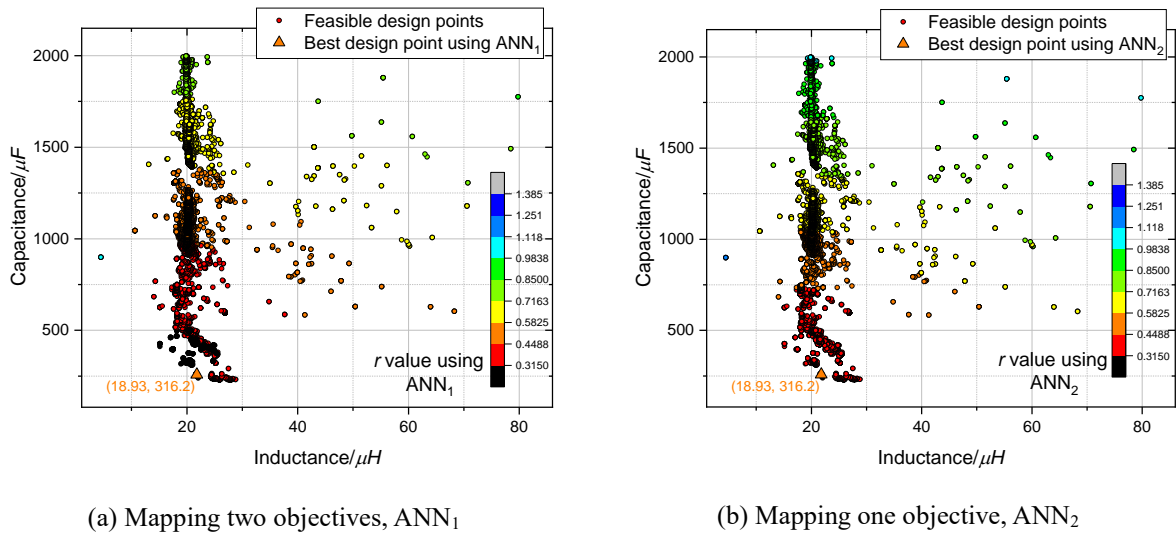 Feasible design points
Best design point using ANN₁
2000
1500
1000
500
Capacitance/μF
20
40
60
80
Inductance/μH
1.385
1.251
1.118
0.9838
0.8500
0.7163
0.5825
0.4488
0.3150
r value using
ANN₁
(18.93, 316.2)
(a) Mapping two objectives, ANN₁
Feasible design points
Best design point using ANN₂
2000
1500
1000
500
Capacitance/μF
20
40
60
80
Inductance/μH
1.385
1.251
1.118
0.9838
0.8500
0.7163
0.5825
0.4488
0.3150
r value using
ANN₂
(18.93, 316.2)
(b) Mapping one objective, ANN₂